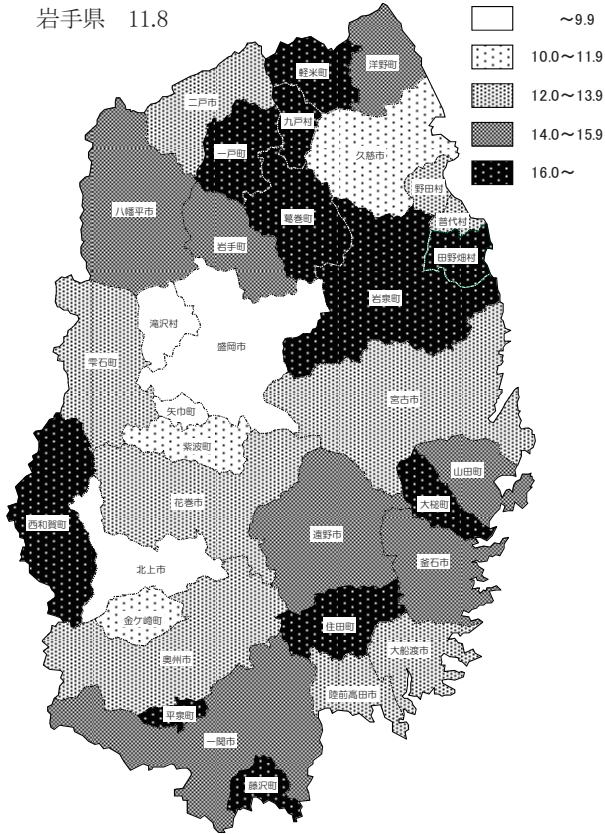 岩手県 11.8
~9.9
10.0~11.9
12.0~13.9
14.0~15.9
16.0~
軽米町
洋野町
二戸市
九戸村
一戸町
久慈市
野田村
八幡平市
葛巻町
普代村
岩手町
田野畑村
岩泉町
滝沢村
盛岡市
雫石町
宮古市
矢巾町
紫波町
山田町
花巻市
大槌町
西和賀町
遠野市
釜石市
北上市
金ケ崎町
住田町
大船渡市
奥州市
陸前高田市
平泉町
一関市
藤沢町